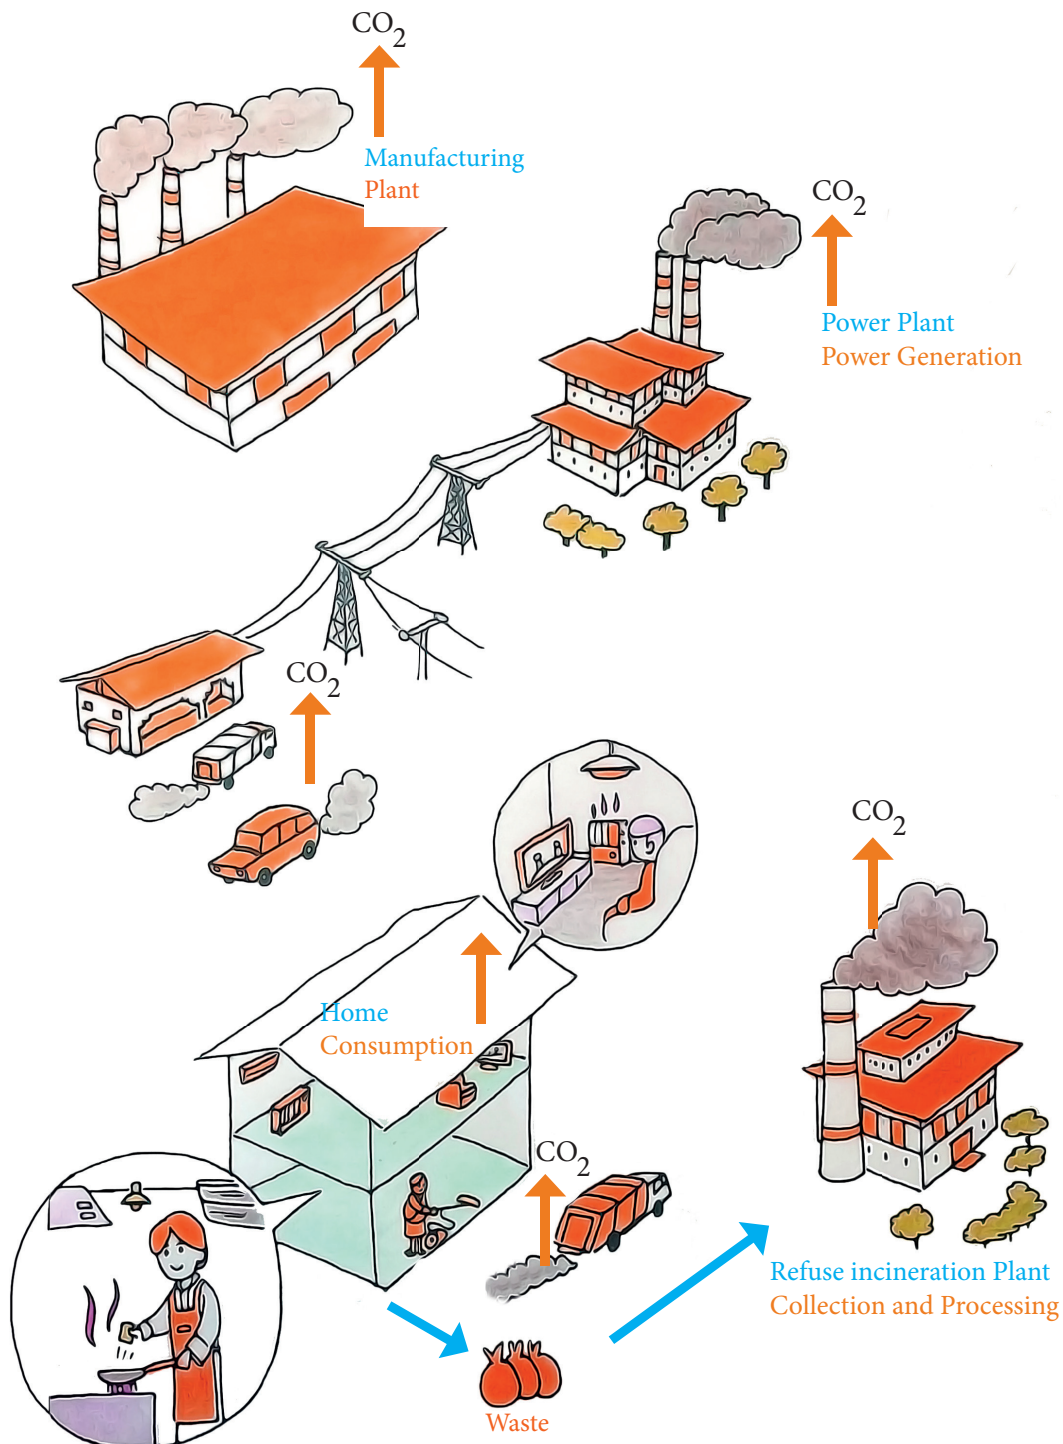 CO2
Manufacturing
Plant
CO2
Power Plant
Power Generation
CO2
CO2
Home
Consumption
CO2
Refuse incineration Plant
Collection and Processing
Waste